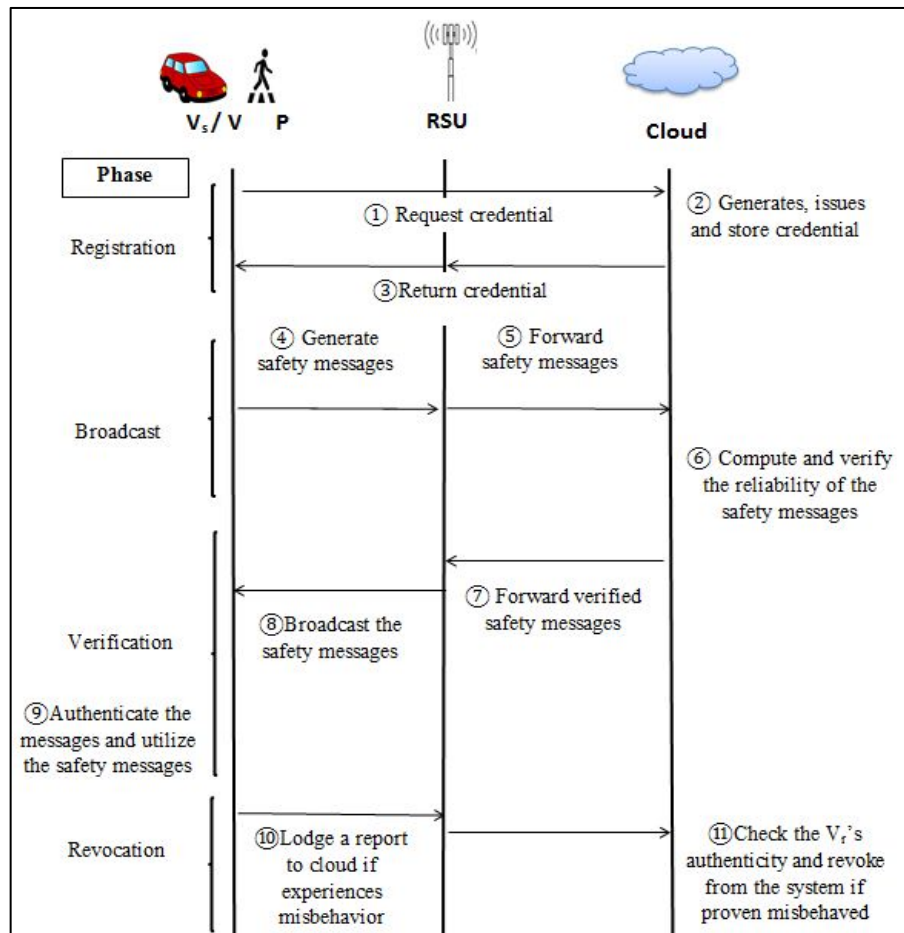 Vs / V P
RSU
Cloud
Phase
Registration
① Request credential
② Generates, issues
and store credential
③Return credential
Broadcast
④ Generate
safety messages
⑤ Forward
safety messages
⑥ Compute and verify
the reliability of the
safety messages
Verification
⑦ Forward verified
safety messages
⑧Broadcast the
safety messages
⑨Authenticate the
messages and utilize
the safety messages
Revocation
⑩Lodge a report
to cloud if
experiences
misbehavior
⑪Check the Vr's
authenticity and revoke
from the system if
proven misbehaved